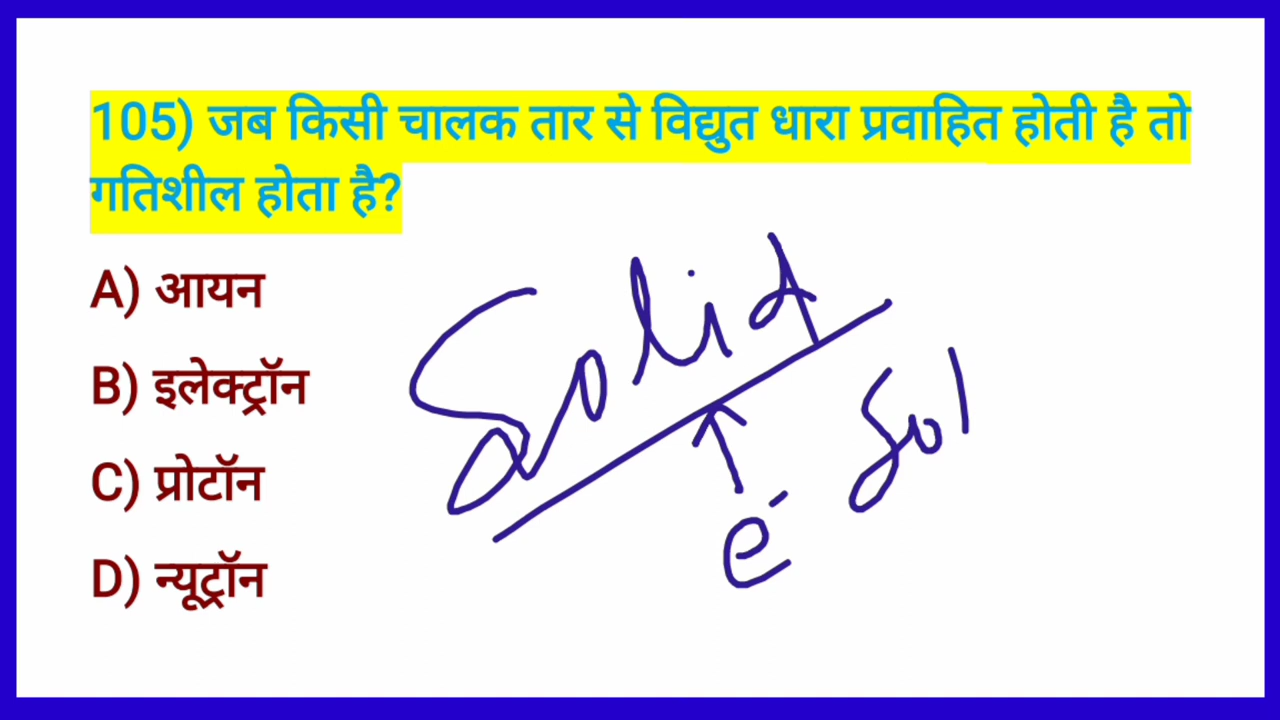 105) जब किसी चालक तार से विद्युत धारा प्रवाहित होती है तो
गतिशील होता है?
A) आयन
B) इलेक्ट्रॉन
C) प्रोटॉन
D) न्यूट्रॉन
Solid
e-
Sol